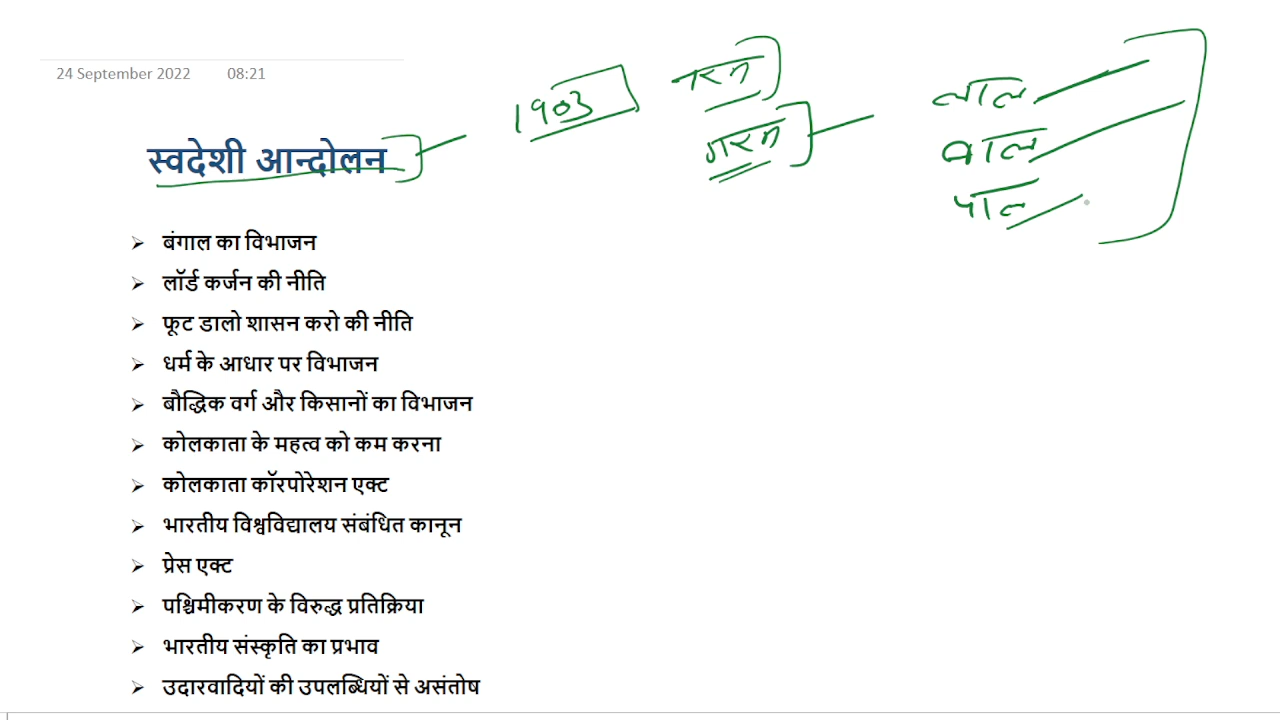 24 September 2022 08:21
1903
नरम
गरम
लाल
बाल
पाल
स्वदेशी आन्दोलन
➢ बंगाल का विभाजन
➢ लॉर्ड कर्जन की नीति
➢ फूट डालो शासन करो की नीति
➢ धर्म के आधार पर विभाजन
➢ बौद्धिक वर्ग और किसानों का विभाजन
➢ कोलकाता के महत्व को कम करना
➢ कोलकाता कॉरपोरेशन एक्ट
➢ भारतीय विश्वविद्यालय संबंधित कानून
➢ प्रेस एक्ट
➢ पश्चिमीकरण के विरुद्ध प्रतिक्रिया
➢ भारतीय संस्कृति का प्रभाव
➢ उदारवादियों की उपलब्धियों से असंतोष